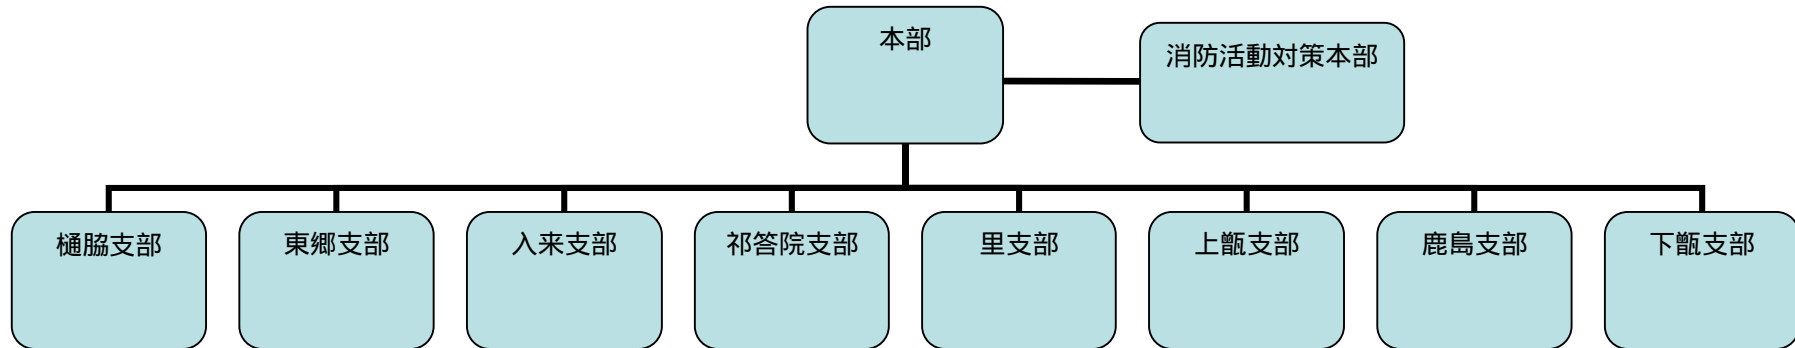 本部
消防活動対策本部
樋脇支部
東郷支部
入来支部
祁答院支部
里支部
上甑支部
鹿島支部
下甑支部